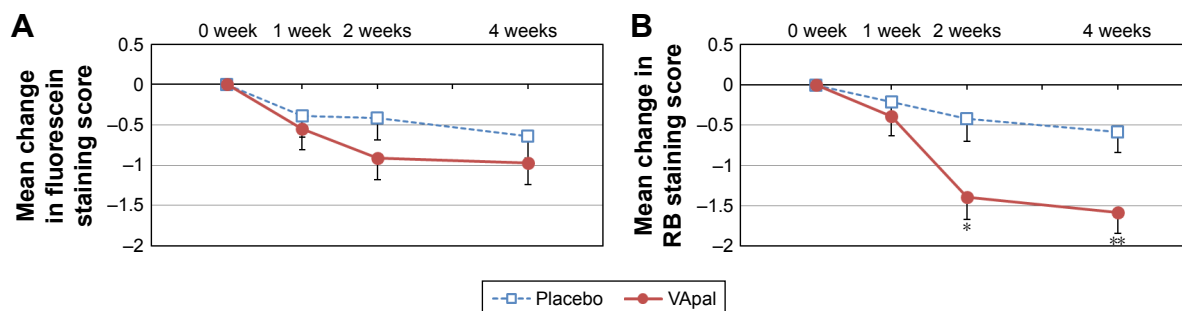 A
0 week 1 week 2 weeks 4 weeks
0.5
0
–0.5
–1
–1.5
–2
Mean change
in fluorescein
staining score
B
0 week 1 week 2 weeks 4 weeks
0.5
0
–0.5
–1
–1.5
–2
Mean change in
RB staining score
*
**
Placebo VApal